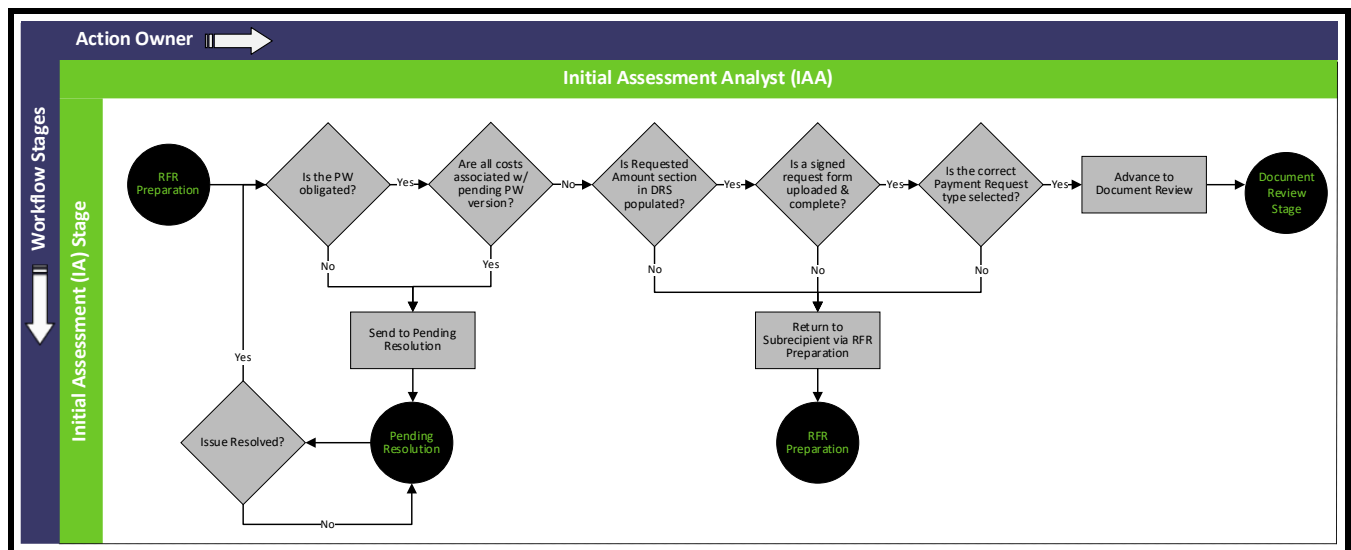 Action Owner
Initial Assessment Analyst (IAA)
Workflow Stages
Initial Assessment (IA) Stage
RFR
Preparation
Is the PW
obligated?
Yes
Are all costs
associated w/
pending PW
version?
No
Is Requested
Amount section
in DRS
populated?
Yes
Is a signed
request form
uploaded &
complete?
Yes
Is the correct
Payment Request
type selected?
Yes
Advance to
Document Review
Document
Review
Stage
No
Yes
No
No
No
Send to Pending
Resolution
Return to
Subrecipient via RFR
Preparation
Yes
Issue Resolved?
Pending
Resolution
RFR
Preparation
No